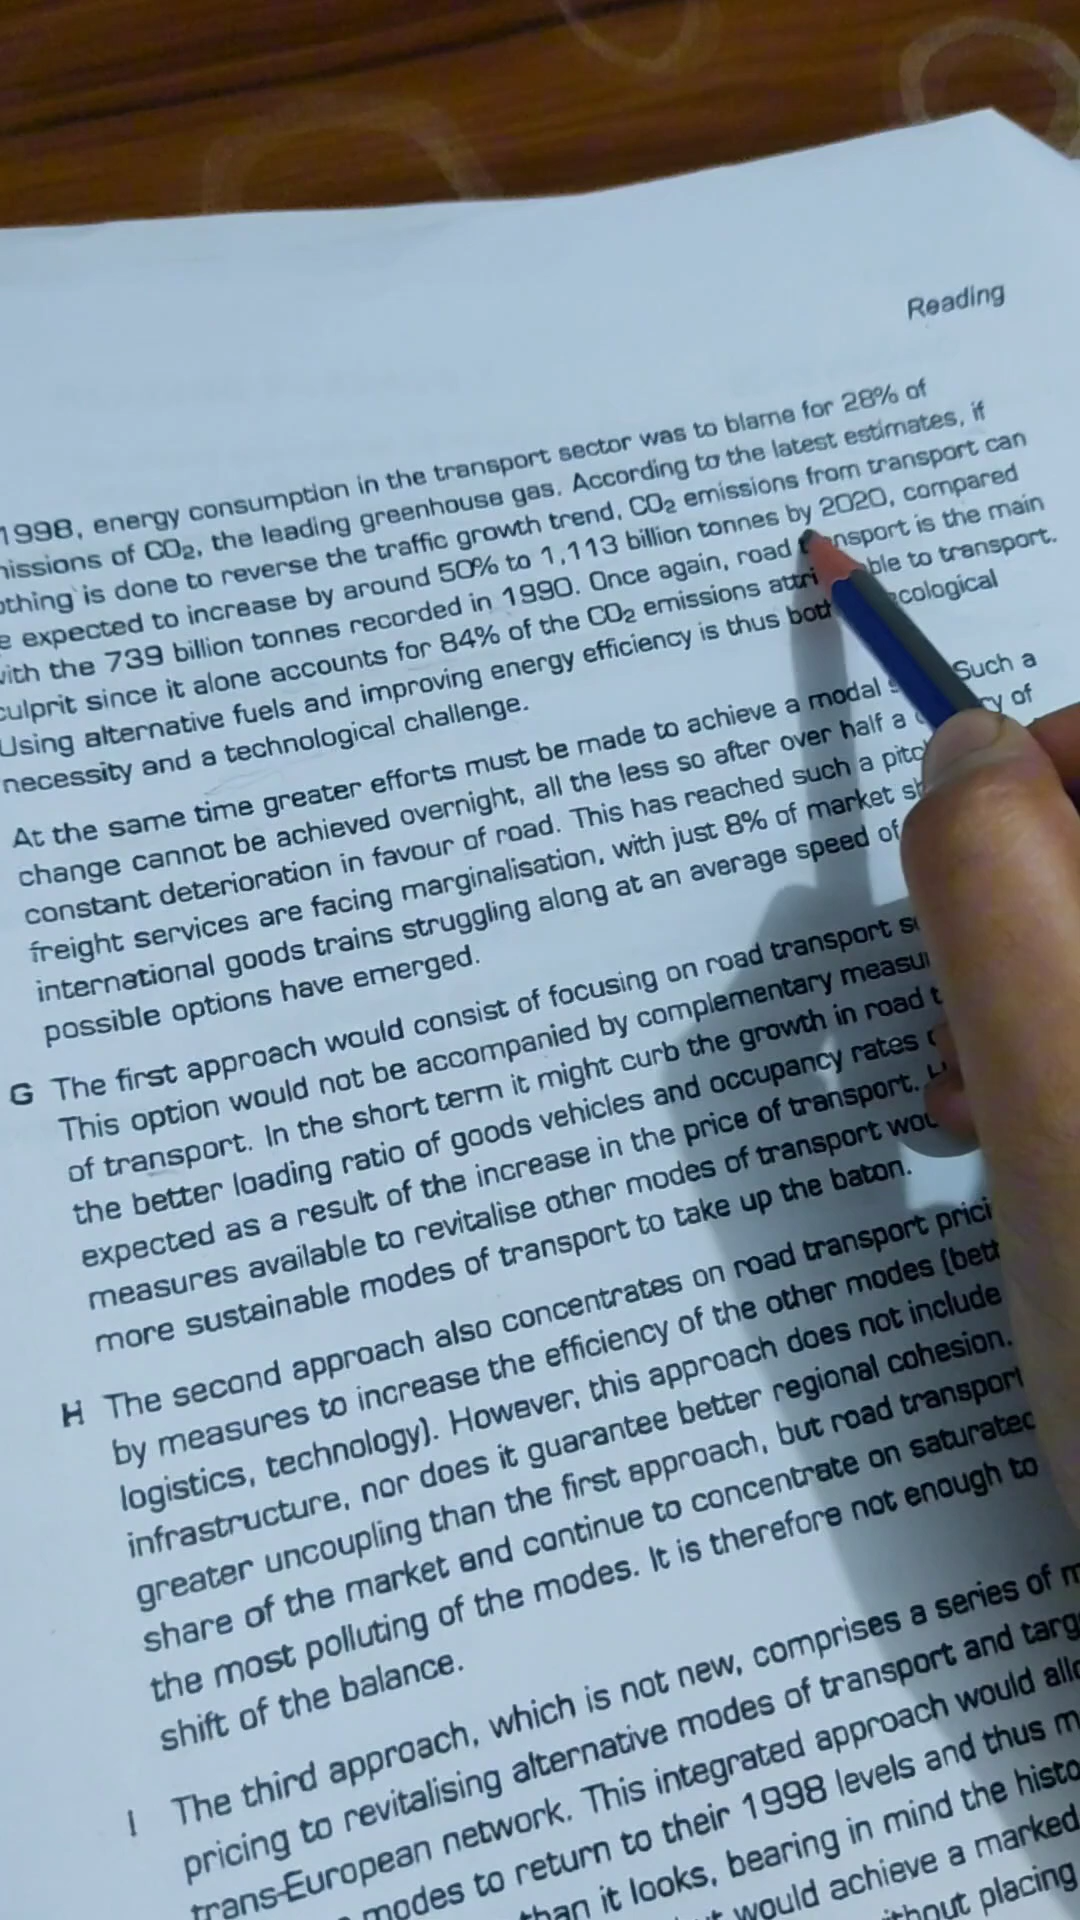 Reading
1998, energy consumption in the transport sector was to blame for 28% of
issions of CO₂, the leading greenhouse gas. According to the latest estimates, if
othing is done to reverse the traffic growth trend, CO₂ emissions from transport can
e expected to increase by around 50% to 1,113 billion tonnes by 2020, compared
with the 739 billion tonnes recorded in 1990. Once again, road transport is the main
culprit since it alone accounts for 84% of the CO₂ emissions attri ble to transport.
Using alternative fuels and improving energy efficiency is thus both ecological
necessity and a technological challenge.
At the same time greater efforts must be made to achieve a modal Such a
change cannot be achieved overnight, all the less so after over half a ry of
constant deterioration in favour of road. This has reached such a pitc
freight services are facing marginalisation, with just 8% of market s
international goods trains struggling along at an average speed of
possible options have emerged.
G The first approach would consist of focusing on road transport
This option would not be accompanied by complementary measu
of transport. In the short term it might curb the growth in road t
the better loading ratio of goods vehicles and occupancy rates
expected as a result of the increase in the price of transport.
measures available to revitalise other modes of transport wou
more sustainable modes of transport to take up the baton.
H The second approach also concentrates on road transport prici
by measures to increase the efficiency of the other modes (bett
logistics, technology). However, this approach does not include
infrastructure, nor does it guarantee better regional cohesion.
greater uncoupling than the first approach, but road transport
share of the market and continue to concentrate on saturated
the most polluting of the modes. It is therefore not enough to
shift of the balance.
I The third approach, which is not new, comprises a series of m
pricing to revitalising alternative modes of transport and targ
trans-European network. This integrated approach would allo
modes to return to their 1998 levels and thus m
than it looks, bearing in mind the histo
would achieve a marked
without placing